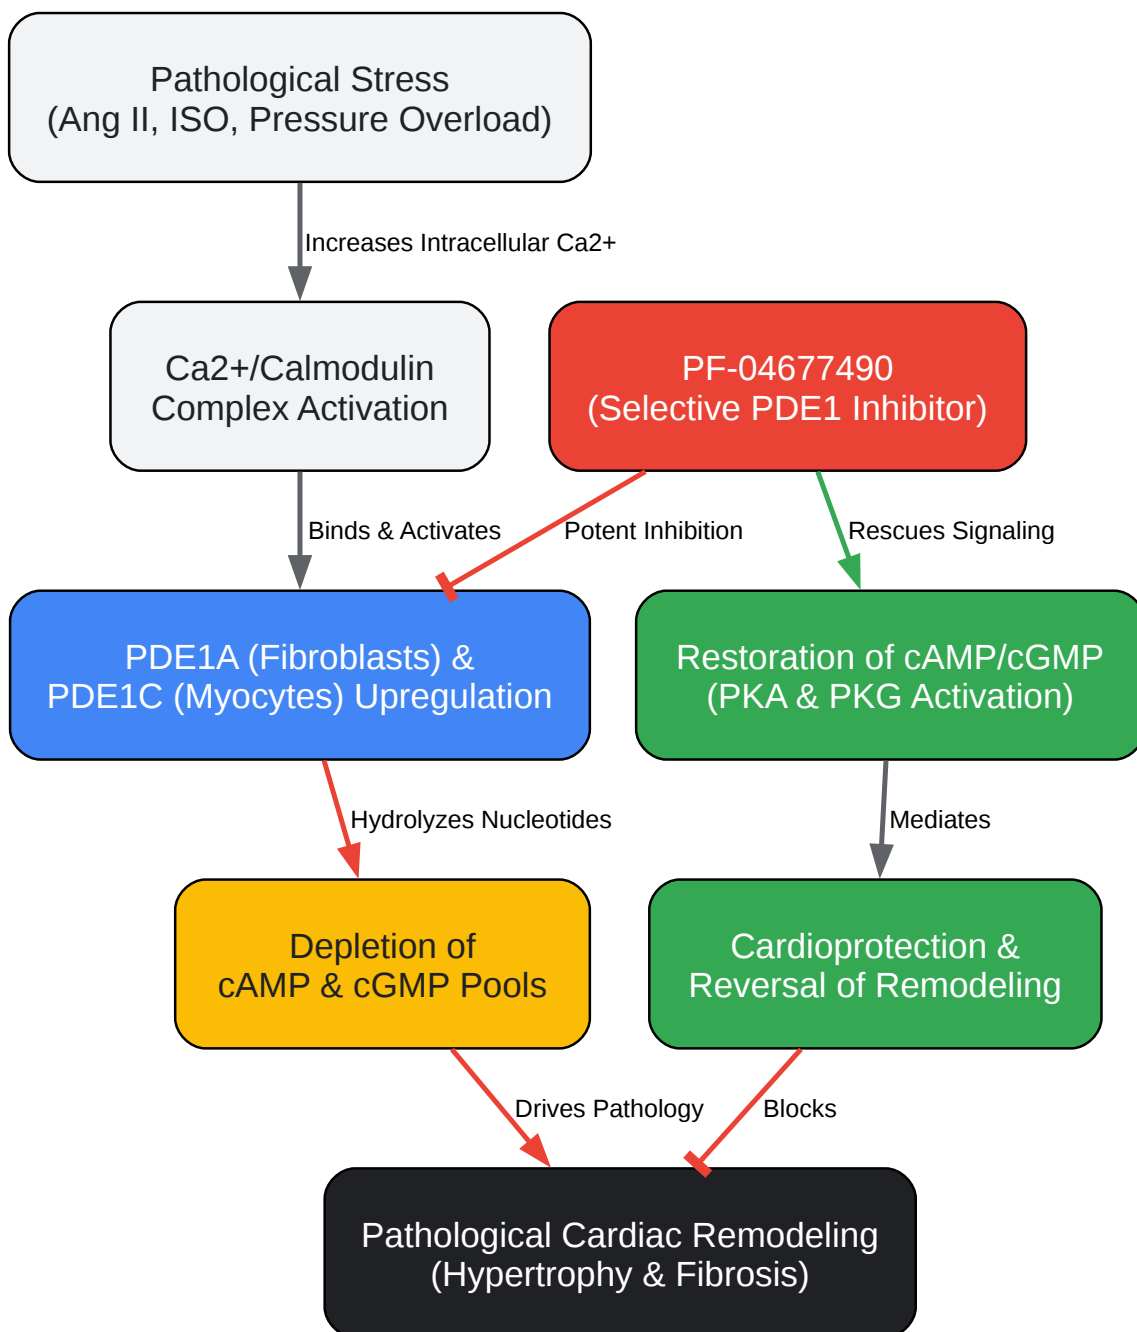 Pathological Stress
(Ang II, ISO, Pressure Overload)
Increases Intracellular Ca2+
Ca2+/Calmodulin
Complex Activation
PF-04677490
(Selective PDE1 Inhibitor)
Binds & Activates
Potent Inhibition
Rescues Signaling
PDE1A (Fibroblasts) &
PDE1C (Myocytes) Upregulation
Restoration of cAMP/cGMP
(PKA & PKG Activation)
Hydrolyzes Nucleotides
Mediates
Depletion of
cAMP & cGMP Pools
Cardioprotection &
Reversal of Remodeling
Drives Pathology
Blocks
Pathological Cardiac Remodeling
(Hypertrophy & Fibrosis)